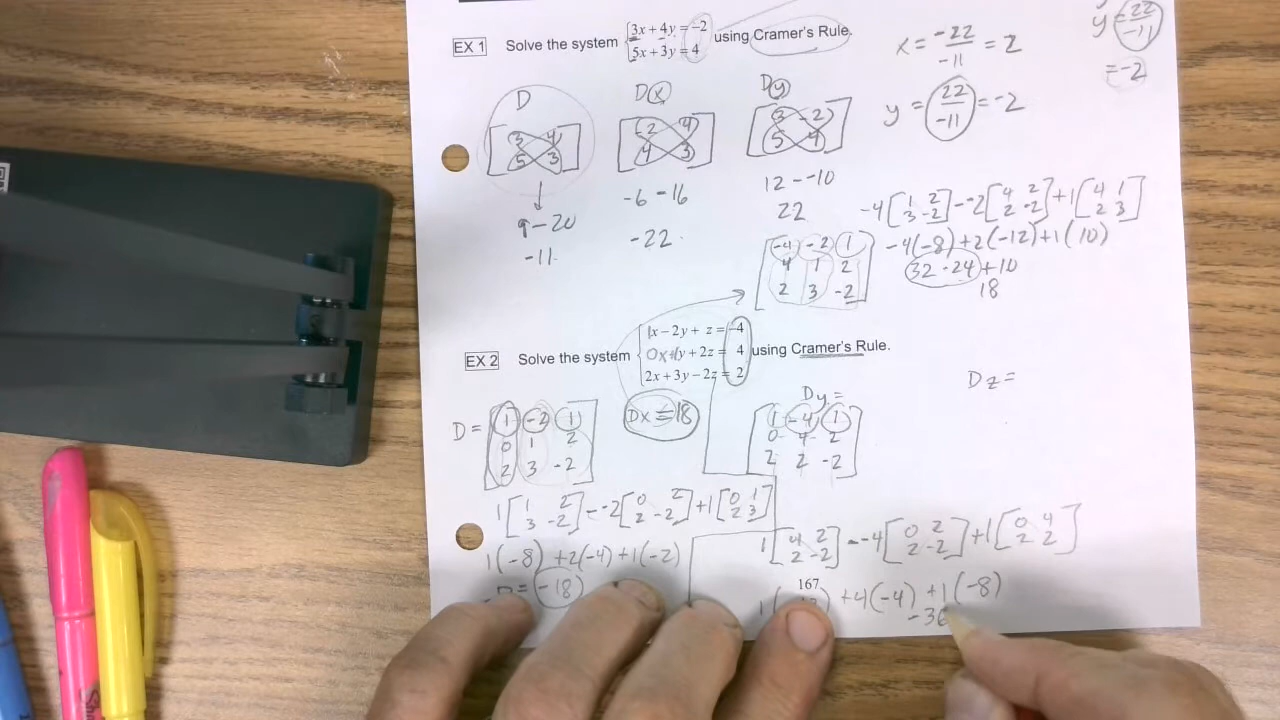 EX 1 Solve the system {3x + 4y = -2 using Cramer's Rule.
5x + 3y = 4
x = -22/-11 = 2
y = 22/-11 = -2
y = 22/-11
= -2
D
[3 4
5 3]
9 - 20
-11
Dx
[-2 4
4 3]
-6 - 16
-22
Dy
[3 -2
5 4]
12 - -10
22
[-4 -2 1
4 1 2
2 3 -2]
-4[1 2 --2[4 2 +1[4 1
3 -2] 2 -2] 2 3]
-4(-8) +2(-12) +1(10)
32 -24 +10
18
EX 2 Solve the system {1x - 2y + z = -4
0x + 1y + 2z = 4 using Cramer's Rule.
2x + 3y - 2z = 2
D = [1 -2 1
0 1 2
2 3 -2]
Dx = 18
1[1 2 --2[0 2 +1[0 1
3 -2] 2 -2] 2 3]
1(-8) +2(-4) +1(-2)
D = -18
Dy =
[1 -4 1
0 4 2
2 2 -2]
Dz =
1[4 2 --4[0 2 +1[0 4
2 -2] 2 -2] 2 2]
167
1( ) +4(-4) +1(-8)
-36